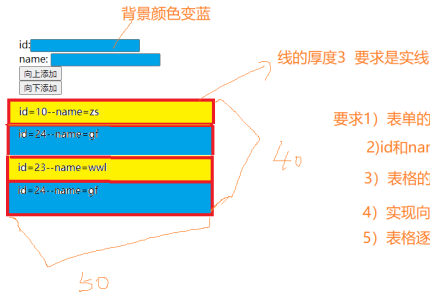 背景颜色变蓝
id:
name:
向上添加
向下添加
线的厚度3 要求是实线
id=10--name=zs
id=24--name=gf
id=23--name=wwl
id=24--name=gf
40
50
要求1）表单的
2)id和nar
3）表格的
4）实现向
5）表格逐